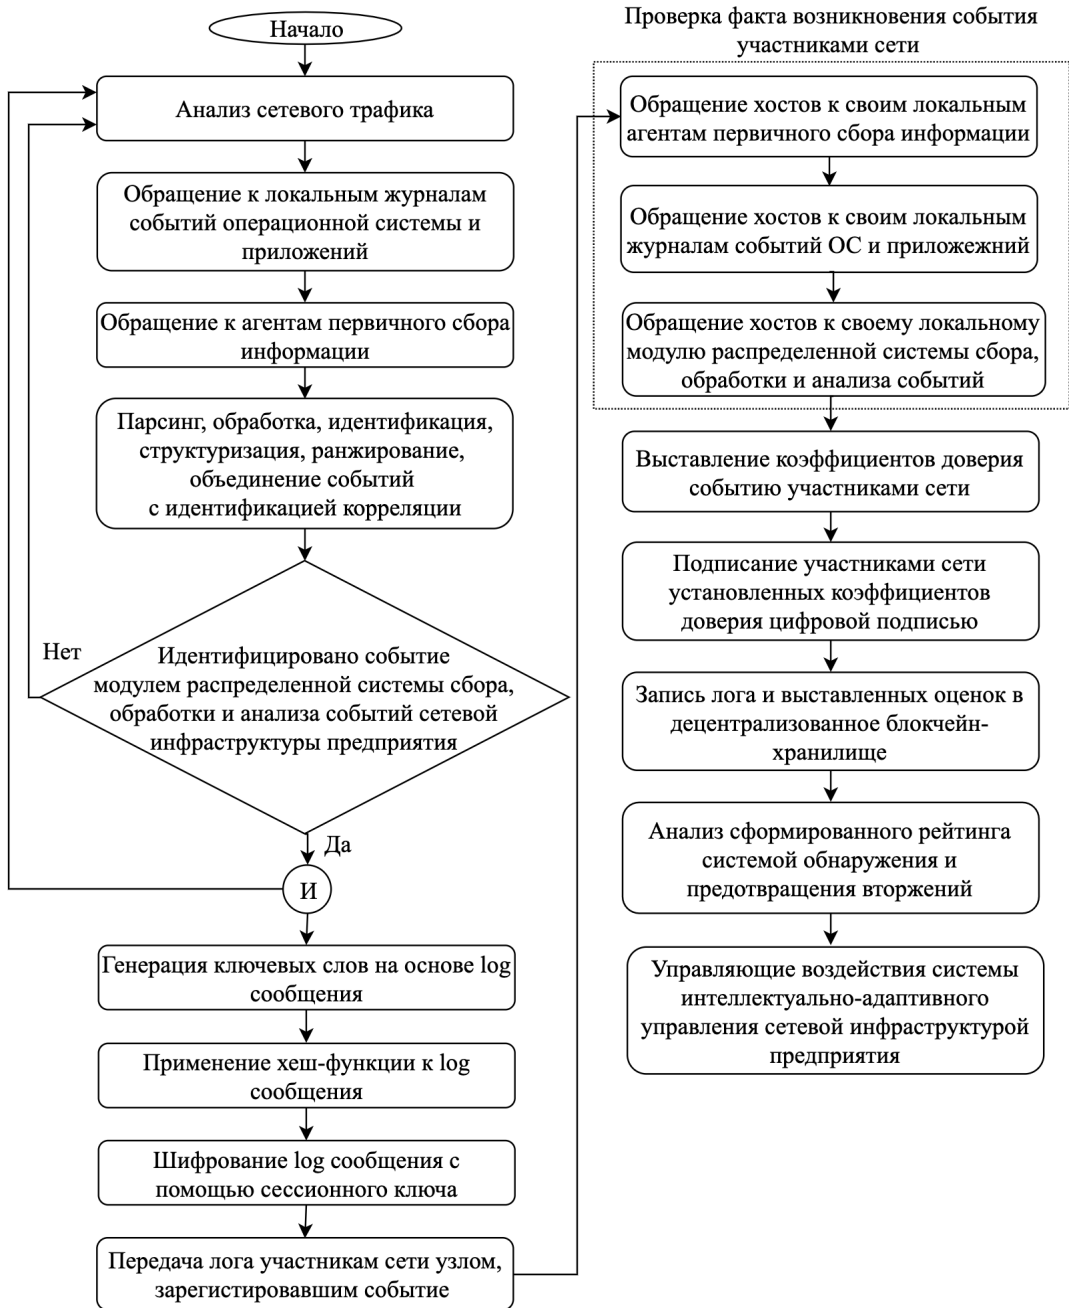 Начало
Анализ сетевого трафика
Обращение к локальным журналам
событий операционной системы и
приложений
Обращение к агентам первичного сбора
информации
Парсинг, обработка, идентификация,
структуризация, ранжирование,
объединение событий
с идентификацией корреляции
Нет
Идентифицировано событие
модулем распределенной системы сбора,
обработки и анализа событий сетевой
инфраструктуры предприятия
Да
И
Генерация ключевых слов на основе log
сообщения
Применение хеш-функции к log
сообщения
Шифрование log сообщения с
помощью сессионного ключа
Передача лога участникам сети узлом,
зарегистировавшим событие
Проверка факта возникновения события
участниками сети
Обращение хостов к своим локальным
агентам первичного сбора информации
Обращение хостов к своим локальным
журналам событий ОС и приложежний
Обращение хостов к своему локальному
модулю распределенной системы сбора,
обработки и анализа событий
Выставление коэффициентов доверия
событию участниками сети
Подписание участниками сети
установленных коэффициентов
доверия цифровой подписью
Запись лога и выставленных оценок в
децентрализованное блокчейн-
хранилище
Анализ сформированного рейтинга
системой обнаружения и
предотвращения вторжений
Управляющие воздействия системы
интеллектуально-адаптивного
управления сетевой инфраструктурой
предприятия